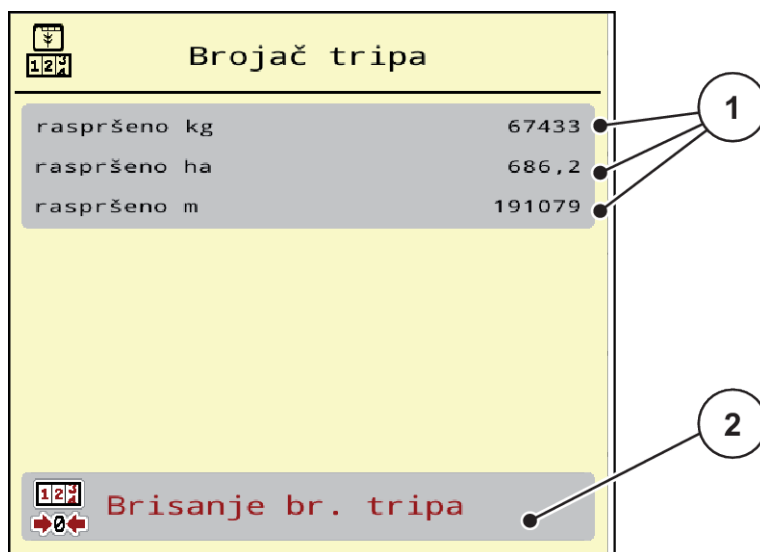 Brojač tripa
raspršeno kg 67433
raspršeno ha 686,2
raspršeno m 191079
1
2
Brisanje br. tripa